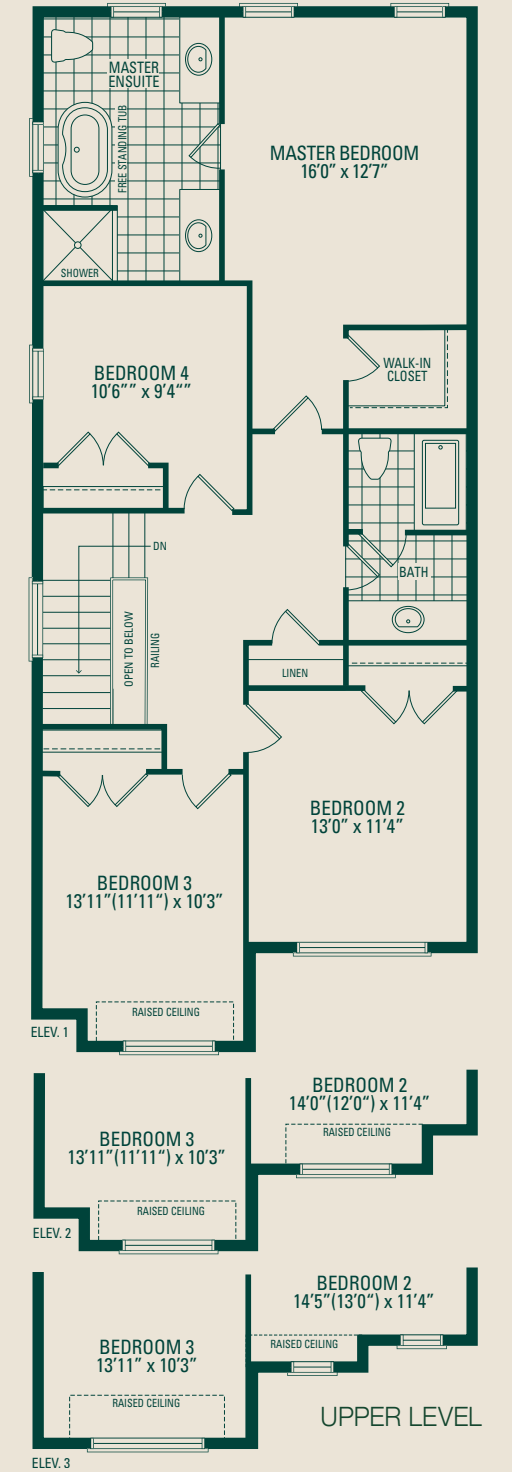 MASTER
ENSUITE
FREE STANDING TUB
SHOWER
MASTER BEDROOM
16'0" x 12'7"
BEDROOM 4
10'6"" x 9'4""
WALK-IN
CLOSET
DN
OPEN TO BELOW
RAILING
BATH
LINEN
BEDROOM 2
13'0" x 11'4"
BEDROOM 3
13'11"(11'11") x 10'3"
RAISED CEILING
ELEV. 1
BEDROOM 2
14'0"(12'0") x 11'4"
RAISED CEILING
BEDROOM 3
13'11"(11'11") x 10'3"
RAISED CEILING
ELEV. 2
BEDROOM 2
14'5"(13'0") x 11'4"
RAISED CEILING
BEDROOM 3
13'11" x 10'3"
RAISED CEILING
UPPER LEVEL
ELEV. 3